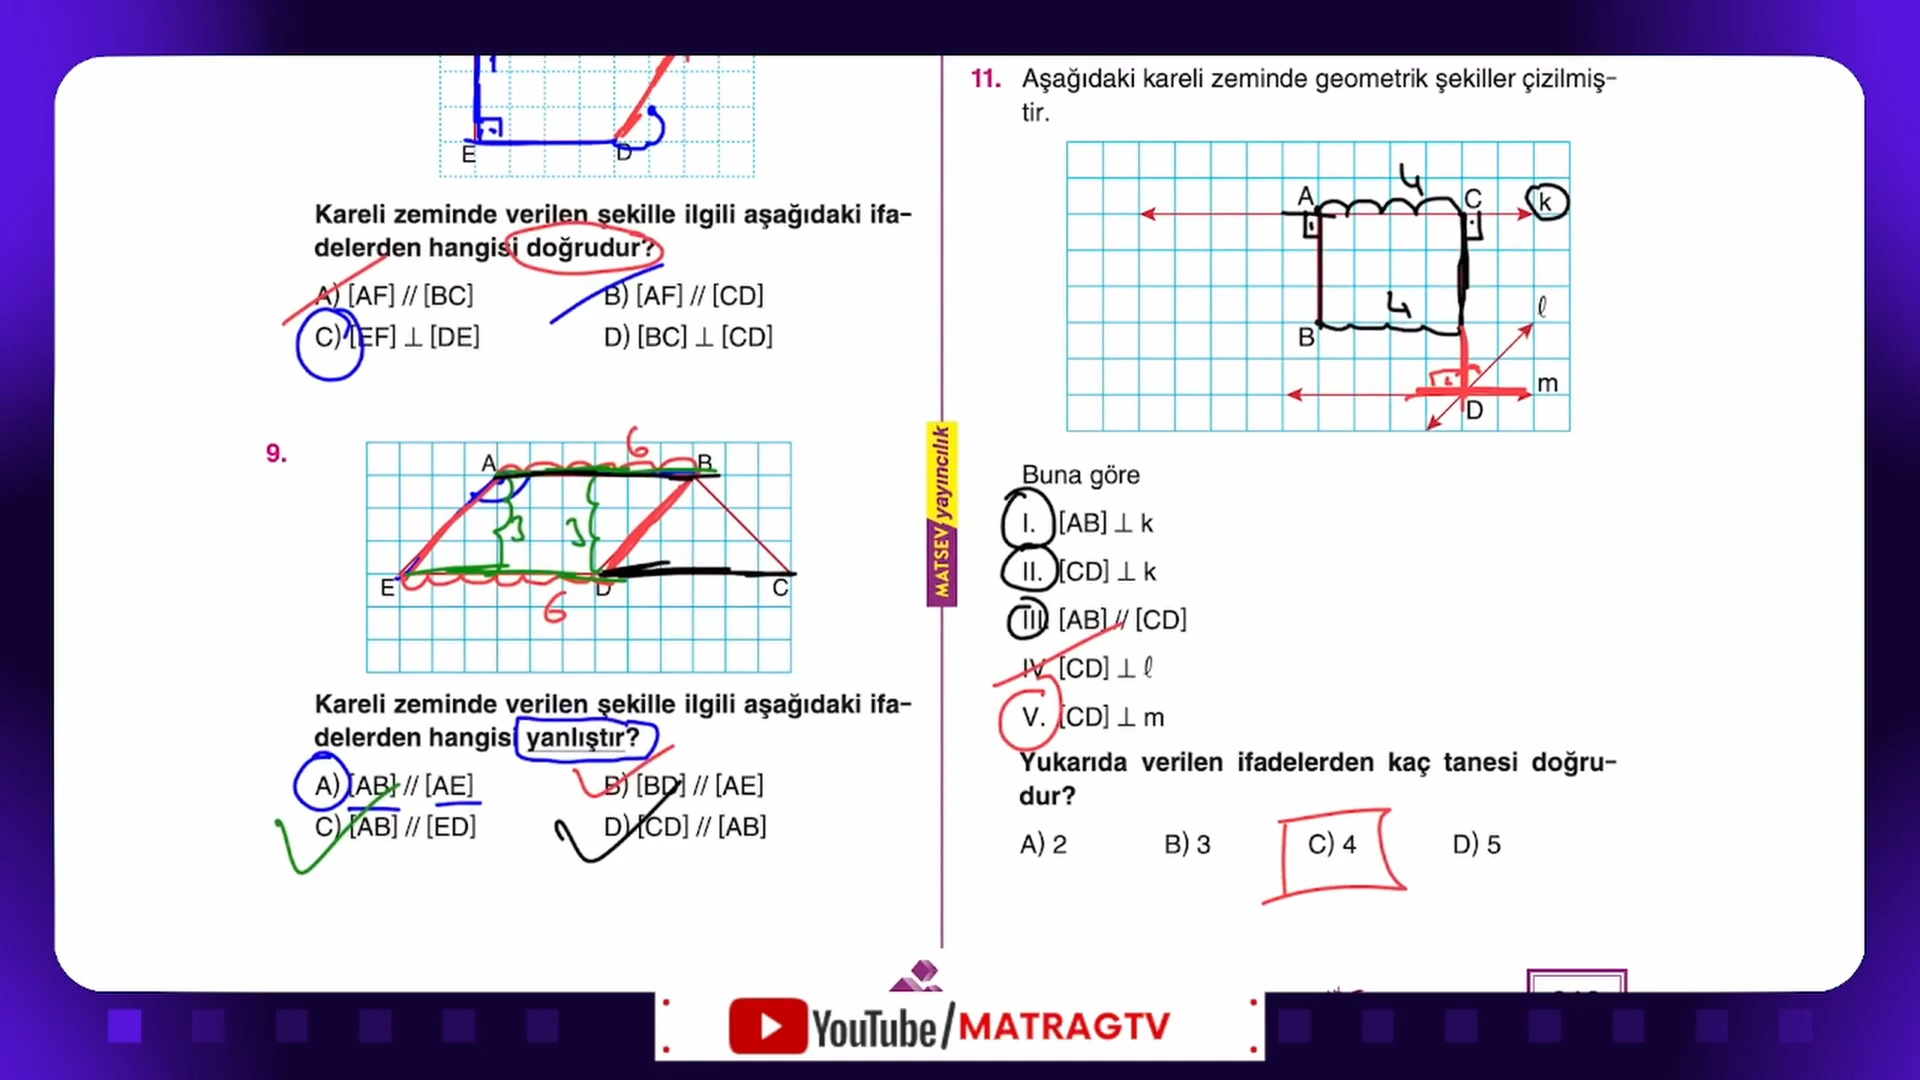 E
D
Kareli zeminde verilen şekille ilgili aşağıdaki ifa-
delerden hangisi doğrudur?
A) [AF] // [BC]
B) [AF] // [CD]
C) [EF] ⊥ [DE]
D) [BC] ⊥ [CD]
9.
6
A
B
3
3
E
D
C
6
Kareli zeminde verilen şekille ilgili aşağıdaki ifa-
delerden hangisi yanlıştır?
A) [AB] // [AE]
B) [BD] // [AE]
C) [AB] // [ED]
D) [CD] // [AB]
MATSEV yayıncılık
11. Aşağıdaki kareli zeminde geometrik şekiller çizilmiş-
tir.
4
A
C
k
4
ℓ
B
m
D
Buna göre
I. [AB] ⊥ k
II. [CD] ⊥ k
III. [AB] // [CD]
IV. [CD] ⊥ ℓ
V. [CD] ⊥ m
Yukarıda verilen ifadelerden kaç tanesi doğru-
dur?
A) 2
B) 3
C) 4
D) 5
YouTube/MATRAGTV